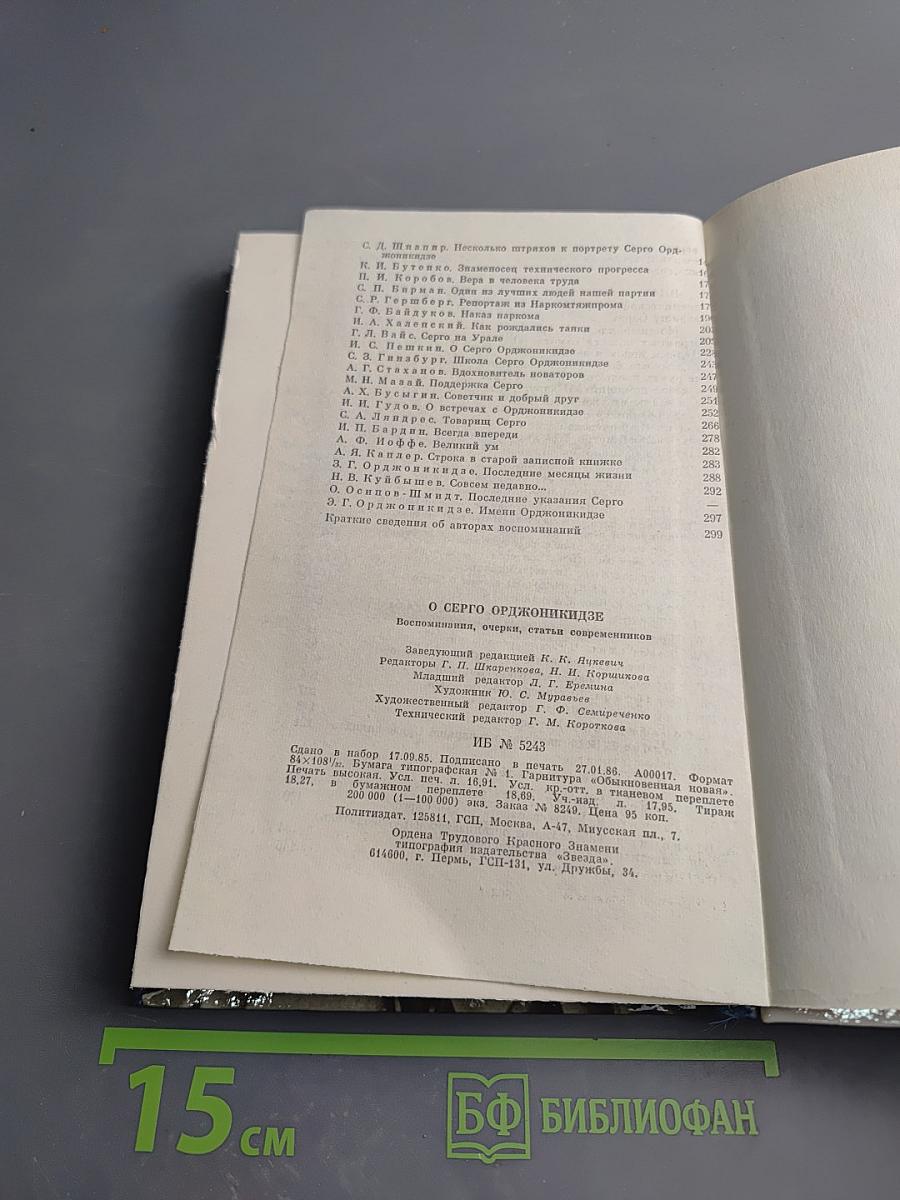 С. Д. Шпапир. Несколько штрихов к портрету Серго Орд-
жоникидзе
К. И. Бутенко. Знаменосец технического прогресса
П. И. Коробов. Вера в человека труда
С. П. Бирман. Один из лучших людей нашей партии
С. Р. Гершберг. Репортаж из Наркомтяжпрома
Г. Ф. Байдуков. Наказ наркома
И. А. Халепский. Как рождались танки 203
Г. Л. Вайс. Серго на Урале
И. С. Пешкин. О Серго Орджоникидзе
С. З. Гинзбург. Школа Серго Орджоникидзе
А. Г. Стаханов. Вдохновитель новаторов 247
М. Н. Мазай. Поддержка Серго 249
А. Х. Бусыгин. Советчик и добрый друг 251
И. И. Гудов. О встречах с Орджоникидзе 252
С. А. Ляндрес. Товарищ Серго 266
И. П. Бардин. Всегда впереди 278
А. Ф. Иоффе. Великий ум 282
А. Я. Каплер. Строка в старой записной книжке 283
З. Г. Орджоникидзе. Последние месяцы жизни 288
Н. В. Куйбышев. Совсем недавно... 292
О. Осипов-Шмидт. Последние указания Серго —
Э. Г. Орджоникидзе. Имени Орджоникидзе 297
Краткие сведения об авторах воспоминаний 299
О СЕРГО ОРДЖОНИКИДЗЕ
Воспоминания, очерки, статьи современников
Заведующий редакцией К. К. Яцкевич
Редакторы Г. П. Шкаренкова, Н. И. Коршикова
Младший редактор Л. Г. Еремина
Художник Ю. С. Муравьев
Художественный редактор Г. Ф. Семиреченко
Технический редактор Г. М. Короткова
ИБ № 5243
Сдано в набор 17.09.85. Подписано в печать 27.01.86. А00017. Формат
84×108¹/₃₂. Бумага типографская № 1. Гарнитура «Обыкновенная новая».
Печать высокая. Усл. печ. л. 16,91. Усл. кр.-отт. в тканевом переплете
18,27, в бумажном переплете 18,69. Уч.-изд. л. 17,95. Тираж
200 000 (1—100 000) экз. Заказ № 8249. Цена 95 коп.
Политиздат. 125811, ГСП, Москва, А-47, Миусская пл., 7.
Ордена Трудового Красного Знамени
типография издательства «Звезда».
614600, г. Пермь, ГСП-131, ул. Дружбы, 34.
15 см
БФ БИБЛИОФАН